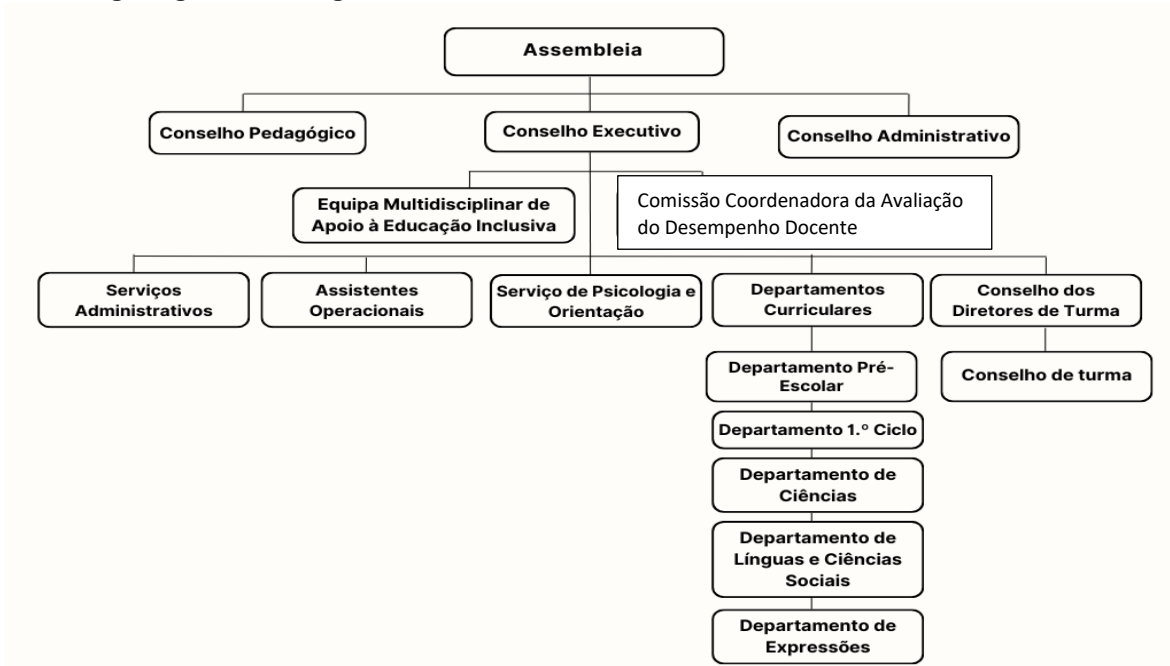 Assembleia
Conselho Pedagógico
Conselho Executivo
Conselho Administrativo
Equipa Multidisciplinar de
Apoio à Educação Inclusiva
Comissão Coordenadora da Avaliação
do Desempenho Docente
Serviços
Administrativos
Assistentes
Operacionais
Serviço de Psicologia e
Orientação
Departamentos
Curriculares
Conselho dos
Diretores de Turma
Departamento Pré-
Escolar
Conselho de turma
Departamento 1.º Ciclo
Departamento de
Ciências
Departamento de
Línguas e Ciências
Sociais
Departamento de
Expressões